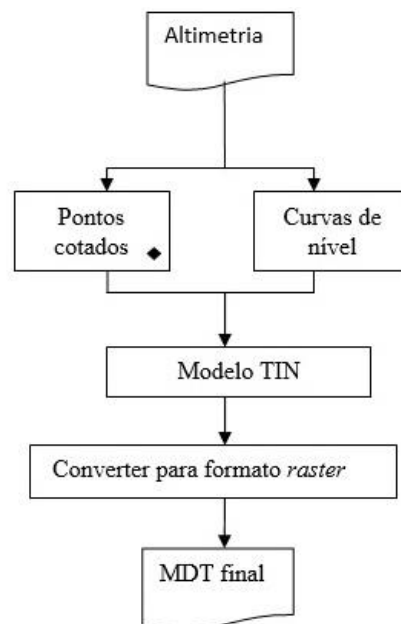 Altimetria
Pontos
cotados
Curvas de
nível
Modelo TIN
Converter para formato raster
MDT final